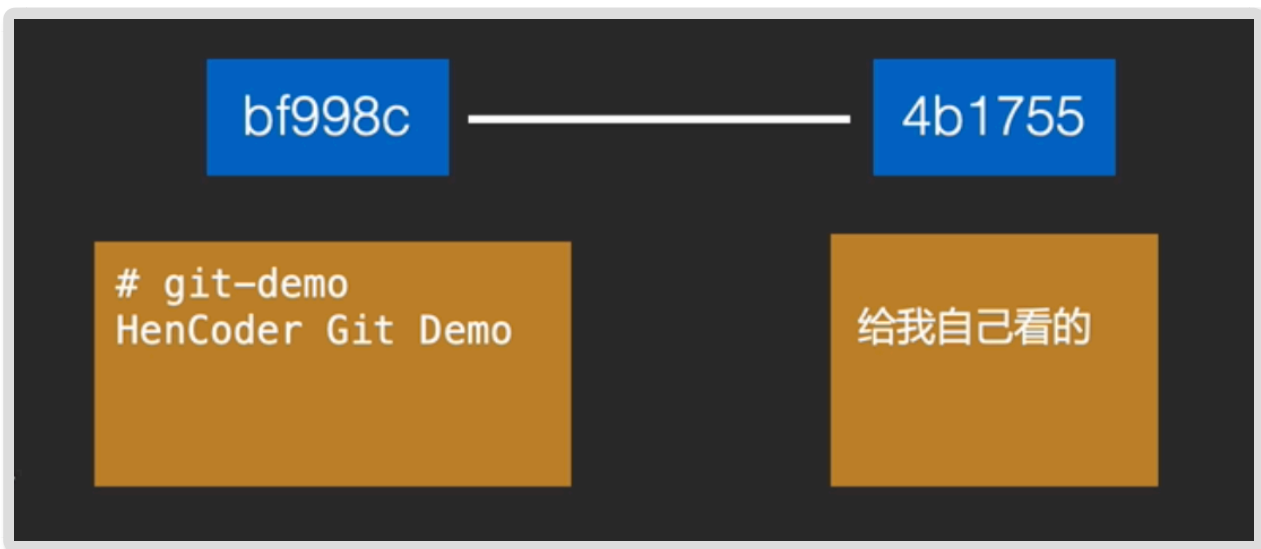 bf998c
4b1755
# git-demo
HenCoder Git Demo
给我自己看的